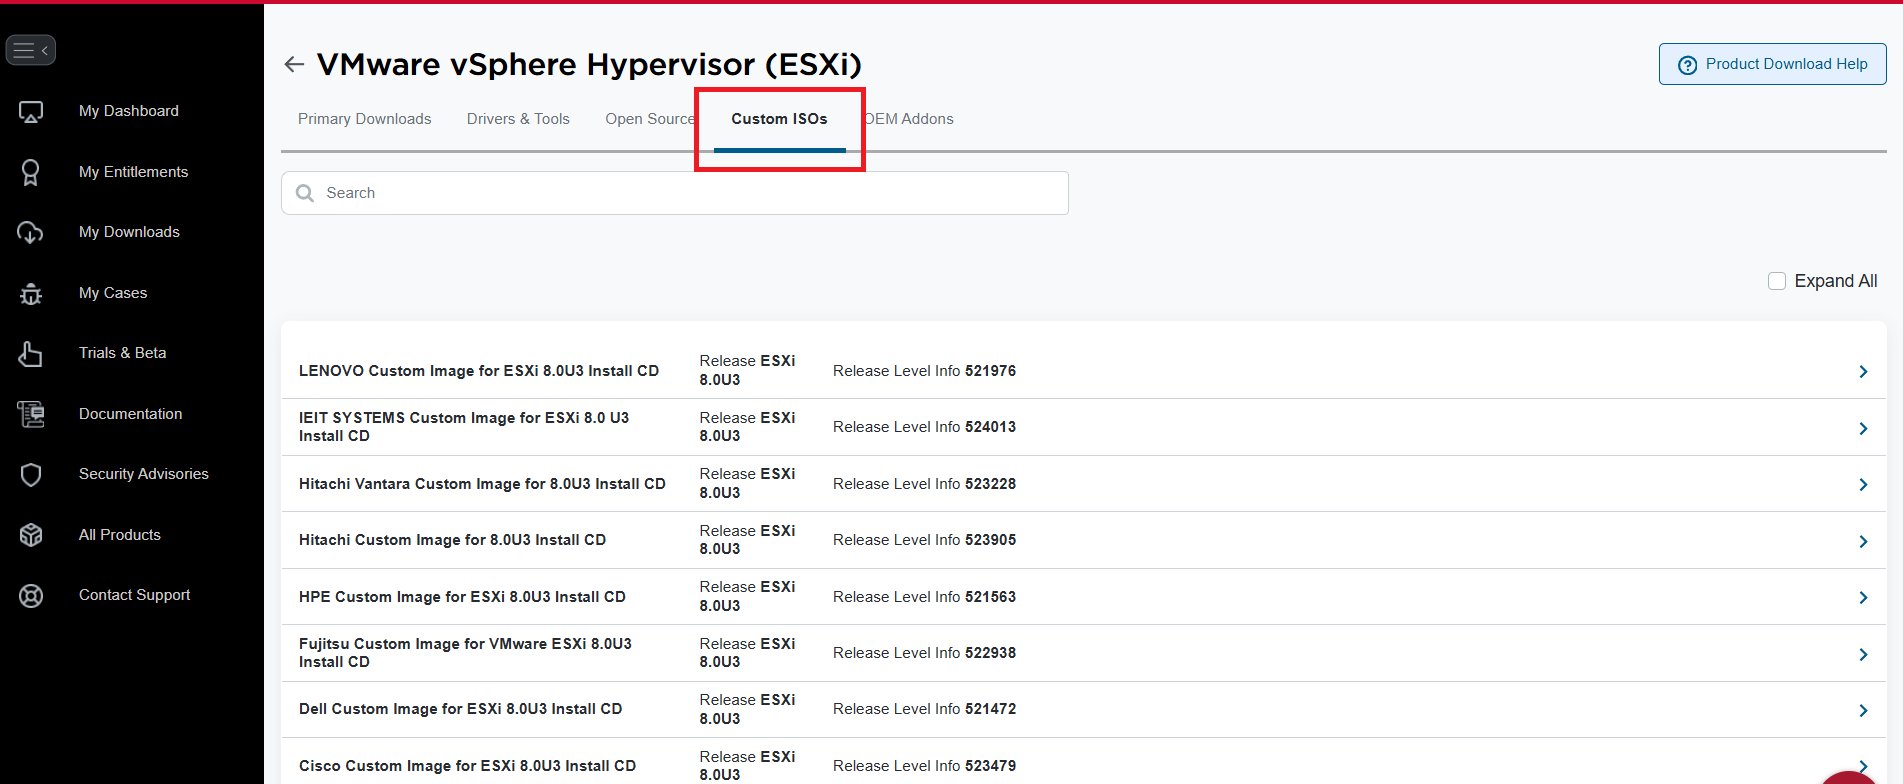 VMware vSphere Hypervisor (ESXi)
Product Download Help
Primary Downloads
Drivers & Tools
Open Source
Custom ISOs
OEM Addons
Search
Expand All
My Dashboard
My Entitlements
My Downloads
My Cases
Trials & Beta
Documentation
Security Advisories
All Products
Contact Support
LENOVO Custom Image for ESXi 8.0U3 Install CD
Release ESXi
8.0U3
Release Level Info 521976
IEIT SYSTEMS Custom Image for ESXi 8.0 U3
Install CD
Release ESXi
8.0U3
Release Level Info 524013
Hitachi Vantara Custom Image for 8.0U3 Install CD
Release ESXi
8.0U3
Release Level Info 523228
Hitachi Custom Image for 8.0U3 Install CD
Release ESXi
8.0U3
Release Level Info 523905
HPE Custom Image for ESXi 8.0U3 Install CD
Release ESXi
8.0U3
Release Level Info 521563
Fujitsu Custom Image for VMware ESXi 8.0U3
Install CD
Release ESXi
8.0U3
Release Level Info 522938
Dell Custom Image for ESXi 8.0U3 Install CD
Release ESXi
8.0U3
Release Level Info 521472
Cisco Custom Image for ESXi 8.0U3 Install CD
Release ESXi
8.0U3
Release Level Info 523479